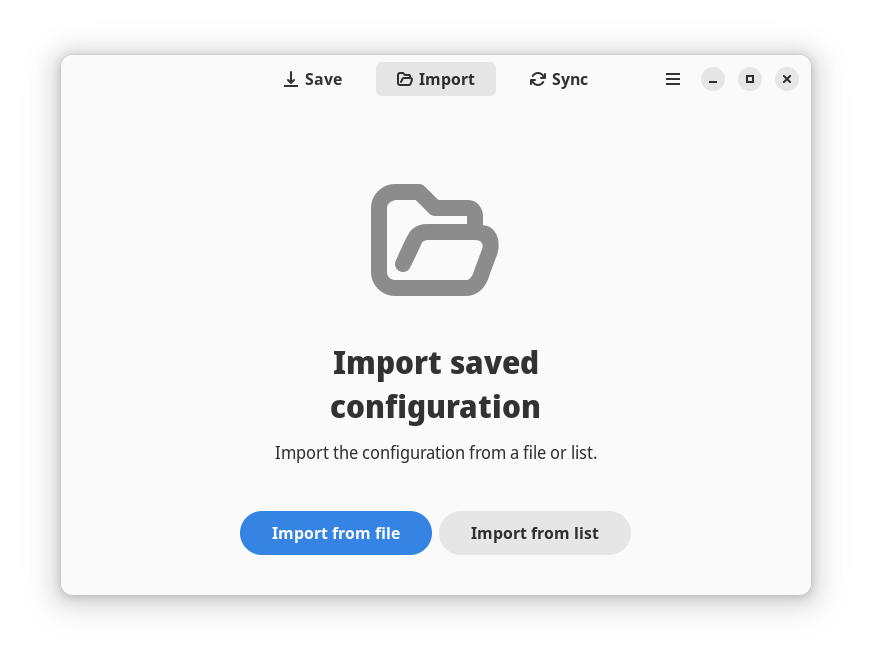 Save
Import
Sync
Import saved
configuration
Import the configuration from a file or list.
Import from file
Import from list